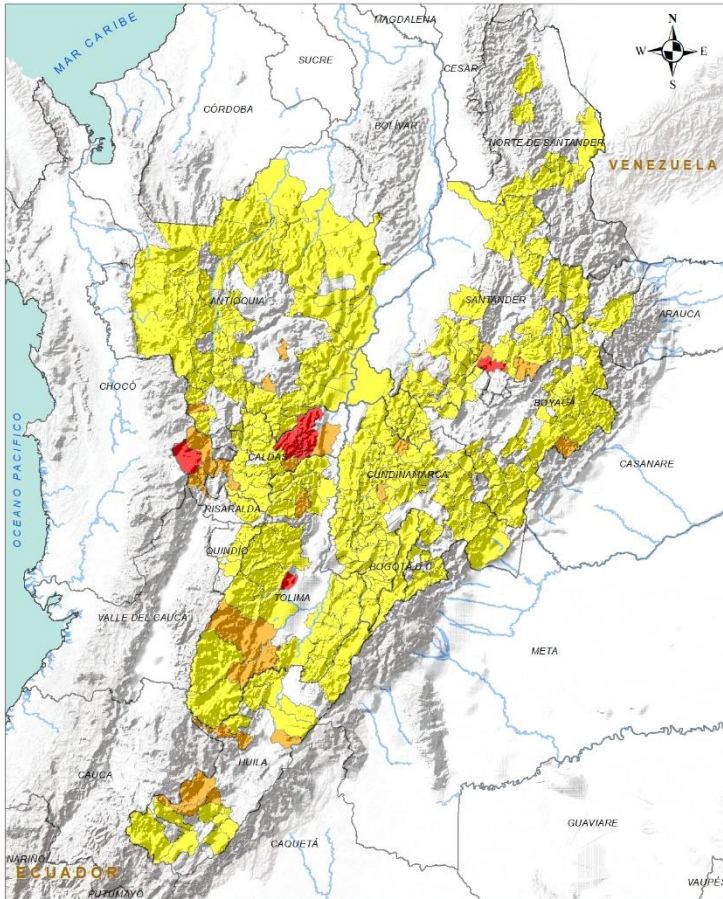 MAGDALENA
MAR CARIBE
SUCRE
CESAR
N
W
E
S
CÓRDOBA
BOLÍVAR
NORTE DE SANTANDER
VENEZUELA
ANTIOQUIA
SANTANDER
ARAUCA
CHOCÓ
BOYACÁ
CALDAS
CUNDINAMARCA
CASANARE
OCEANO PACIFICO
RISARALDA
QUINDÍO
BOGOTÁ D.C.
TOLIMA
VALLE DEL CAUCA
META
HUILA
CAUCA
GUAVIARE
CAQUETÁ
NARIÑO
ECUADOR
PUTUMAYO
VAUPÉS